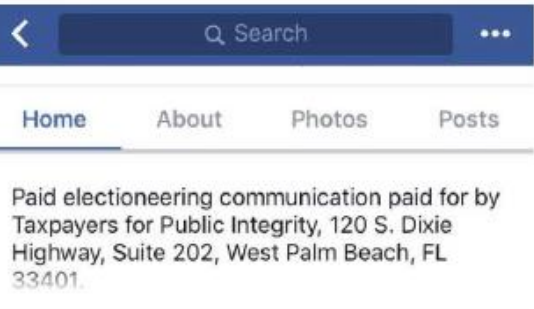 Search
Home About Photos Posts
Paid electioneering communication paid for by
Taxpayers for Public Integrity, 120 S. Dixie
Highway, Suite 202, West Palm Beach, FL
33401.